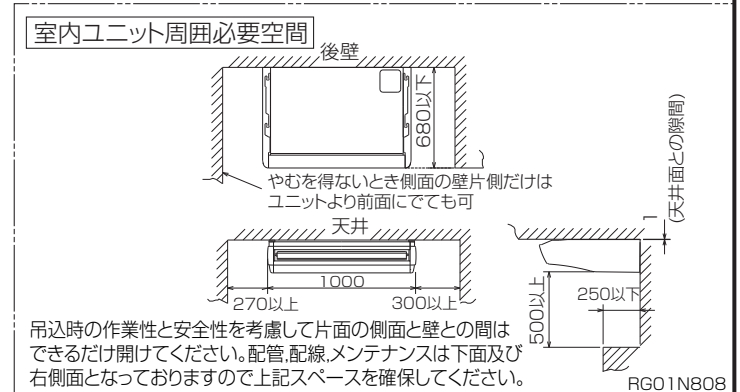 室内ユニット周囲必要空間
後壁
680以下
やむを得ないとき側面の壁片側だけは
ユニットより前面にでても可
天井
1000
270以上
300以上
500以上
250以下
1
(天井面との隙間)
吊込時の作業性と安全性を考慮して片面の側面と壁との間は
できるだけ開けてください。配管,配線,メンテナンスは下面及び
右側面となっておりますので上記スペースを確保してください。
RG01N808